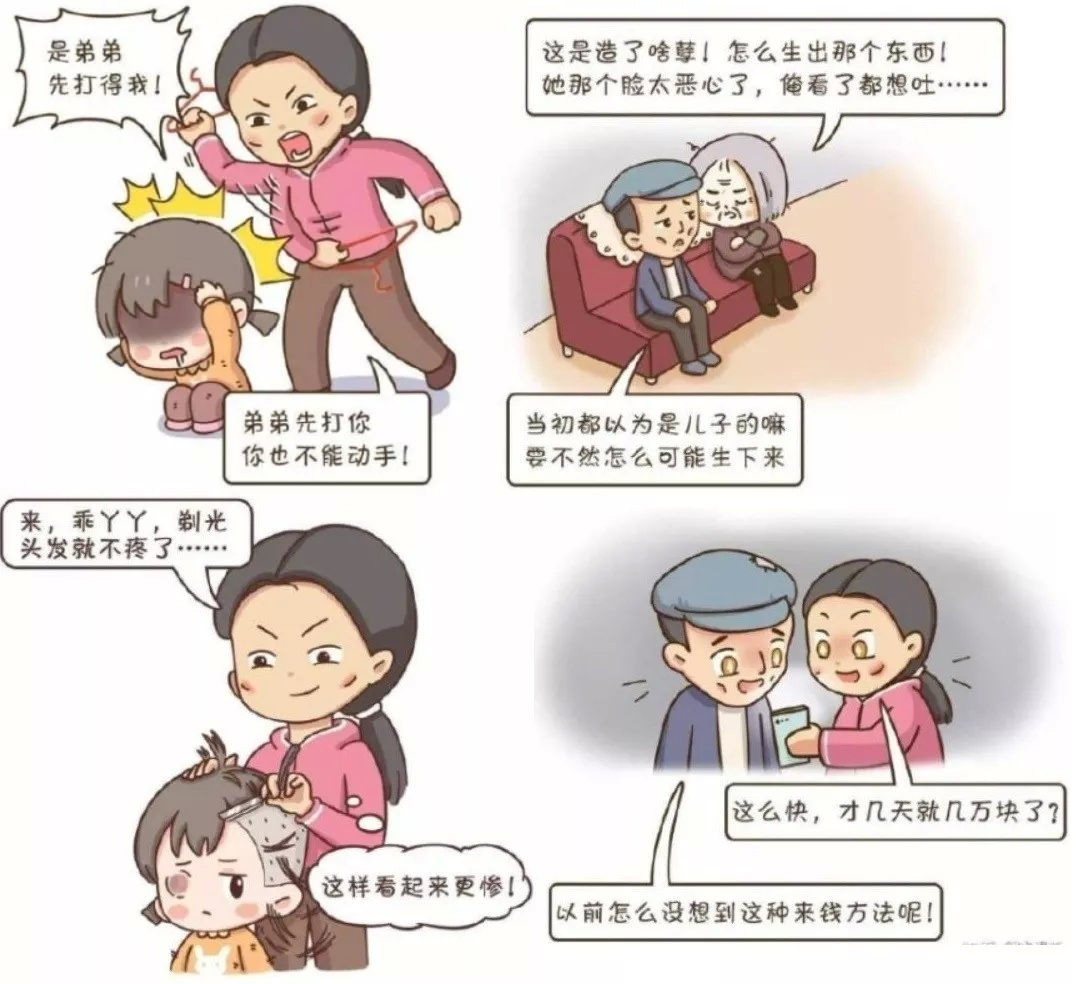 是弟弟
先打得我！
弟弟先打你
你也不能动手！
这是造了啥孽！怎么生出那个东西！
她那个脸太恶心了，俺看了都想吐……
当初都以为是儿子的嘛
要不然怎么可能生下来
来，乖丫丫，剃光
头发就不疼了……
这样看起来更惨！
这么快，才几天就几万块了？
以前怎么没想到这种来钱方法呢！